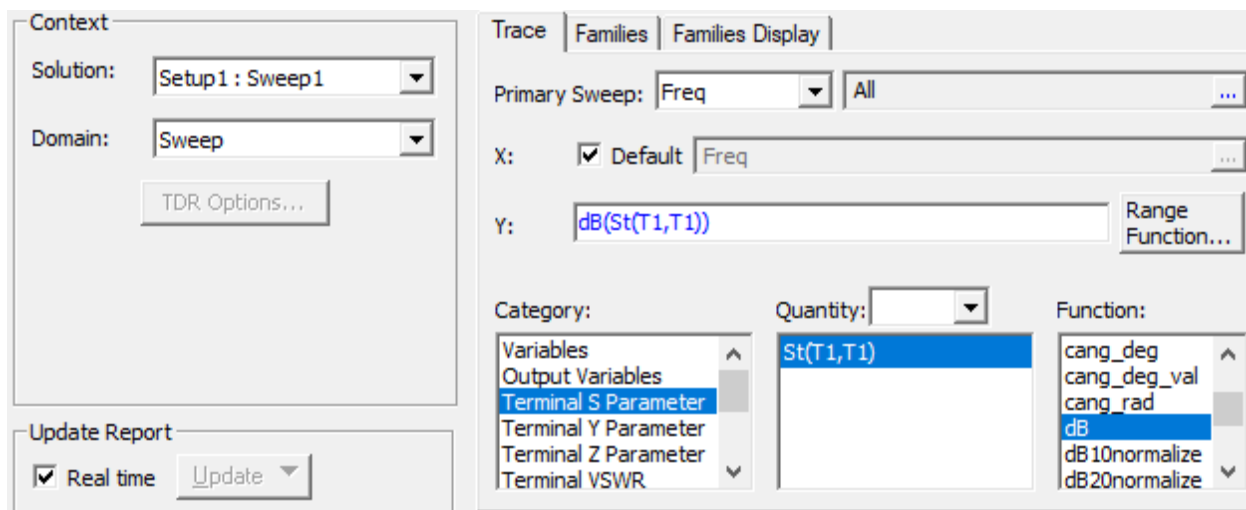 Context
Solution: Setup1 : Sweep1
Domain: Sweep
TDR Options...
Update Report
Real time Update
Trace Families Families Display
Primary Sweep: Freq All ...
X: Default Freq ...
Y: dB(St(T1,T1)) Range Function...
Category: Quantity: Function:
Variables St(T1,T1) cang_deg
Output Variables cang_deg_val
Terminal S Parameter cang_rad
Terminal Y Parameter dB
Terminal Z Parameter dB10normalize
Terminal VSWR dB20normalize